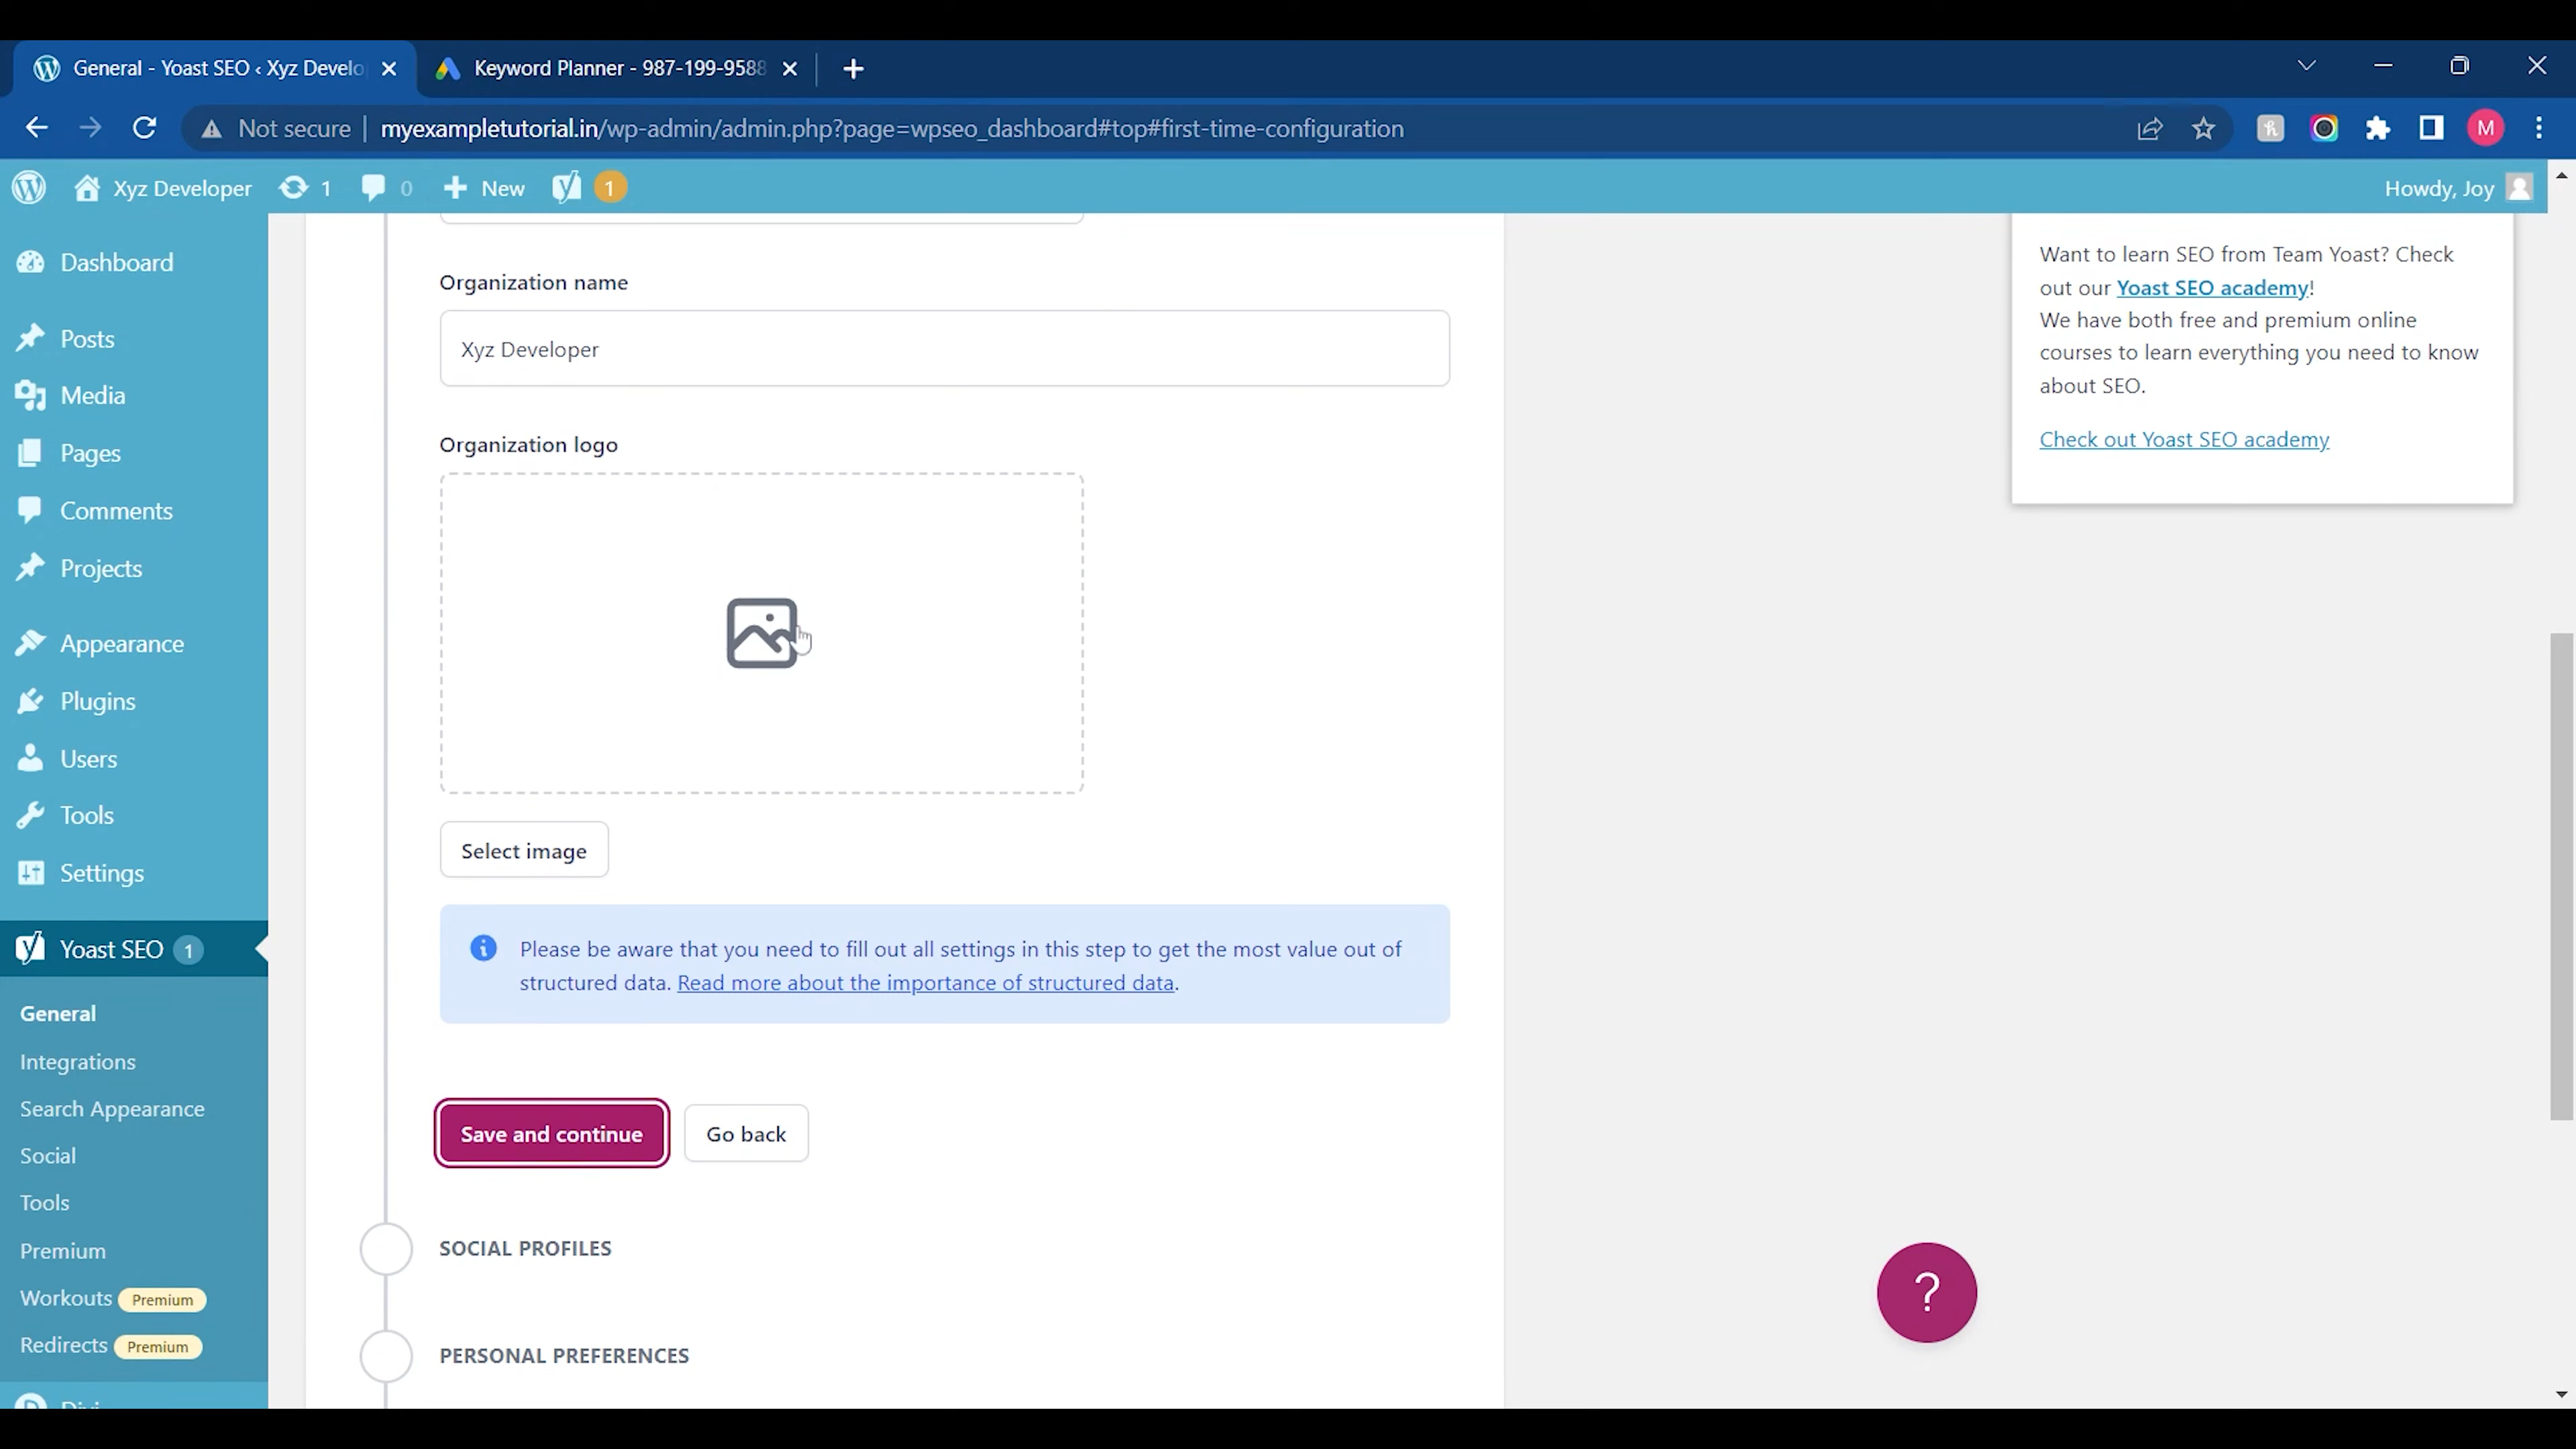 General - Yoast SEO ‹ Xyz Develo
Keyword Planner - 987-199-9588
Not secure
myexampletutorial.in/wp-admin/admin.php?page=wpseo_dashboard#top#first-time-configuration
M
Xyz Developer
1
0
New
1
Howdy, Joy
Dashboard
Posts
Media
Pages
Comments
Projects
Appearance
Plugins
Users
Tools
Settings
Yoast SEO 1
General
Integrations
Search Appearance
Social
Tools
Premium
Workouts Premium
Redirects Premium
Organization name
Xyz Developer
Organization logo
Select image
Please be aware that you need to fill out all settings in this step to get the most value out of
structured data. Read more about the importance of structured data.
Save and continue
Go back
SOCIAL PROFILES
PERSONAL PREFERENCES
Want to learn SEO from Team Yoast? Check
out our Yoast SEO academy!
We have both free and premium online
courses to learn everything you need to know
about SEO.
Check out Yoast SEO academy
?